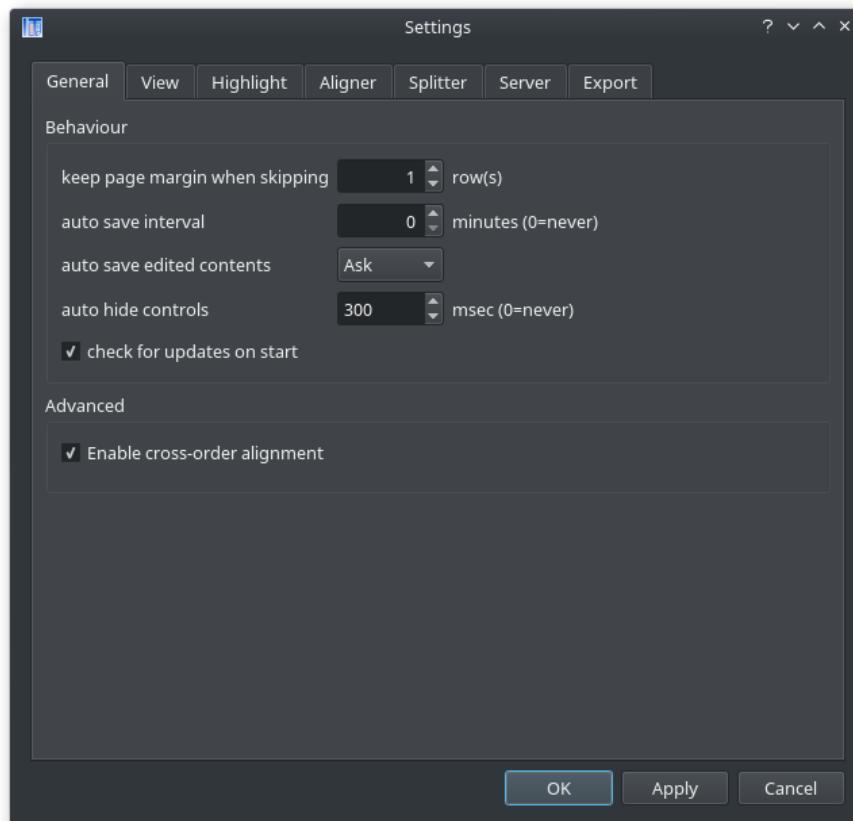 Settings
General View Highlight Aligner Splitter Server Export
Behaviour
keep page margin when skipping 1 row(s)
auto save interval 0 minutes (0=never)
auto save edited contents Ask
auto hide controls 300 msec (0=never)
check for updates on start
Advanced
Enable cross-order alignment
OK Apply Cancel